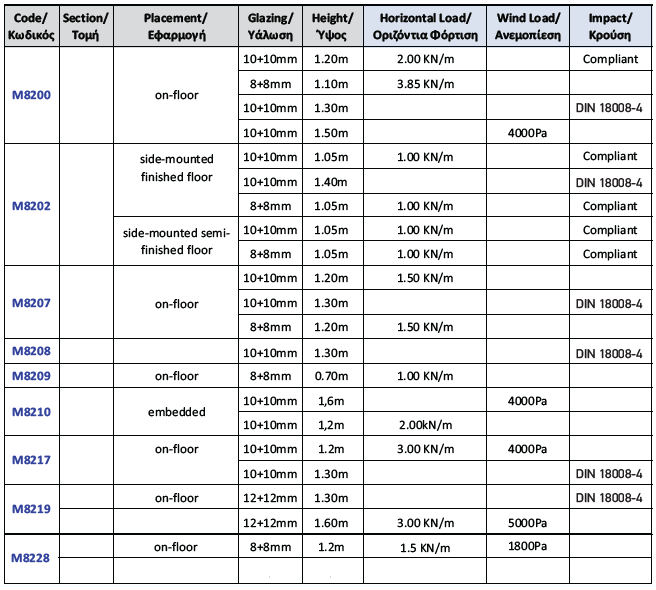 Code/ Section/ Placement/ Glazing/ Height/ Horizontal Load/ Wind Load/ Impact/
Κωδικός Τομή Εφαρμογή Υάλωση Ύψος Οριζόντια Φόρτιση Ανεμοπίεση Κρούση
10+10mm 1.20m 2.00 KN/m Compliant
8+8mm 1.10m 3.85 KN/m
M8200 on-floor
10+10mm 1.30m DIN 18008-4
10+10mm 1.50m 4000Pa
side-mounted 10+10mm 1.05m 1.00 KN/m Compliant
finished floor 10+10mm 1.40m DIN 18008-4
M8202 8+8mm 1.05m 1.00 KN/m Compliant
side-mounted semi- 10+10mm 1.05m 1.00 KN/m Compliant
finished floor 8+8mm 1.05m 1.00 KN/m Compliant
10+10mm 1.20m 1.50 KN/m
M8207 on-floor 10+10mm 1.30m DIN 18008-4
8+8mm 1.20m 1.50 KN/m
M8208 10+10mm 1.30m DIN 18008-4
M8209 on-floor 8+8mm 0.70m 1.00 KN/m
10+10mm 1,6m 4000Pa
M8210 embedded
10+10mm 1,2m 2.00kN/m
on-floor 10+10mm 1.2m 3.00 KN/m 4000Pa
M8217
10+10mm 1.30m DIN 18008-4
on-floor 12+12mm 1.30m DIN 18008-4
M8219
12+12mm 1.60m 3.00 KN/m 5000Pa
on-floor 8+8mm 1.2m 1.5 KN/m 1800Pa
M8228